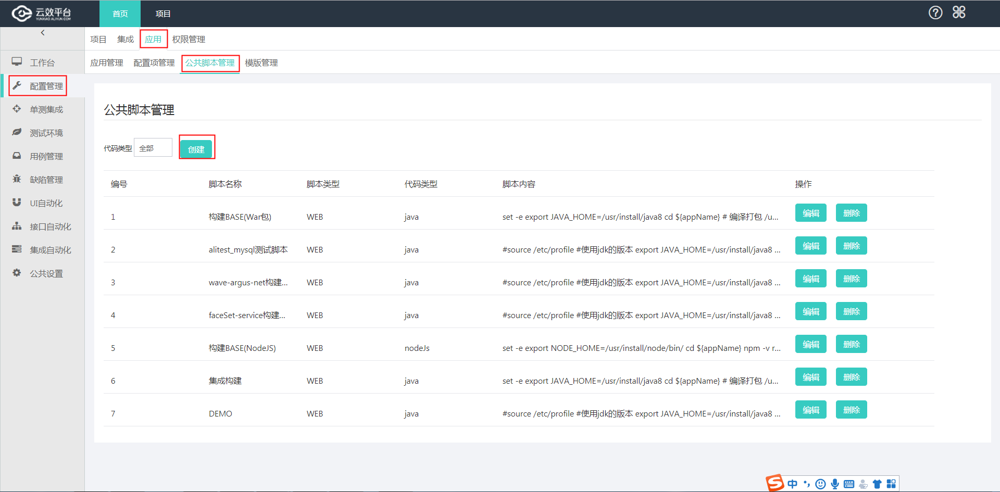 云效平台
YUNXIAO.ALIYUN.COM
首页
项目
项目 集成 应用 权限管理
应用管理 配置项管理 公共脚本管理 模版管理
工作台
配置管理
单测集成
测试环境
用例管理
缺陷管理
UI自动化
接口自动化
集成自动化
公共设置
公共脚本管理
代码类型 全部 创建
编号 脚本名称 脚本类型 代码类型 脚本内容 操作
1 构建BASE(War包) WEB java set -e export JAVA_HOME=/usr/install/java8 cd ${appName} # 编译打包 /u... 编辑 删除
2 alitest_mysql测试脚本 WEB java #source /etc/profile #使用jdk的版本 export JAVA_HOME=/usr/install/java8 ... 编辑 删除
3 wave-argus-net构建... WEB java #source /etc/profile #使用jdk的版本 export JAVA_HOME=/usr/install/java8 ... 编辑 删除
4 faceSet-service构建... WEB java #source /etc/profile #使用jdk的版本 export JAVA_HOME=/usr/install/java8 ... 编辑 删除
5 构建BASE(NodeJS) WEB nodeJs set -e export NODE_HOME=/usr/install/node/bin/ cd ${appName} npm -v r... 编辑 删除
6 集成构建 WEB java set -e export JAVA_HOME=/usr/install/java8 cd ${appName} # 编译打包 /u... 编辑 删除
7 DEMO WEB java #source /etc/profile #使用jdk的版本 export JAVA_HOME=/usr/install/java8 ... 编辑 删除
S 中